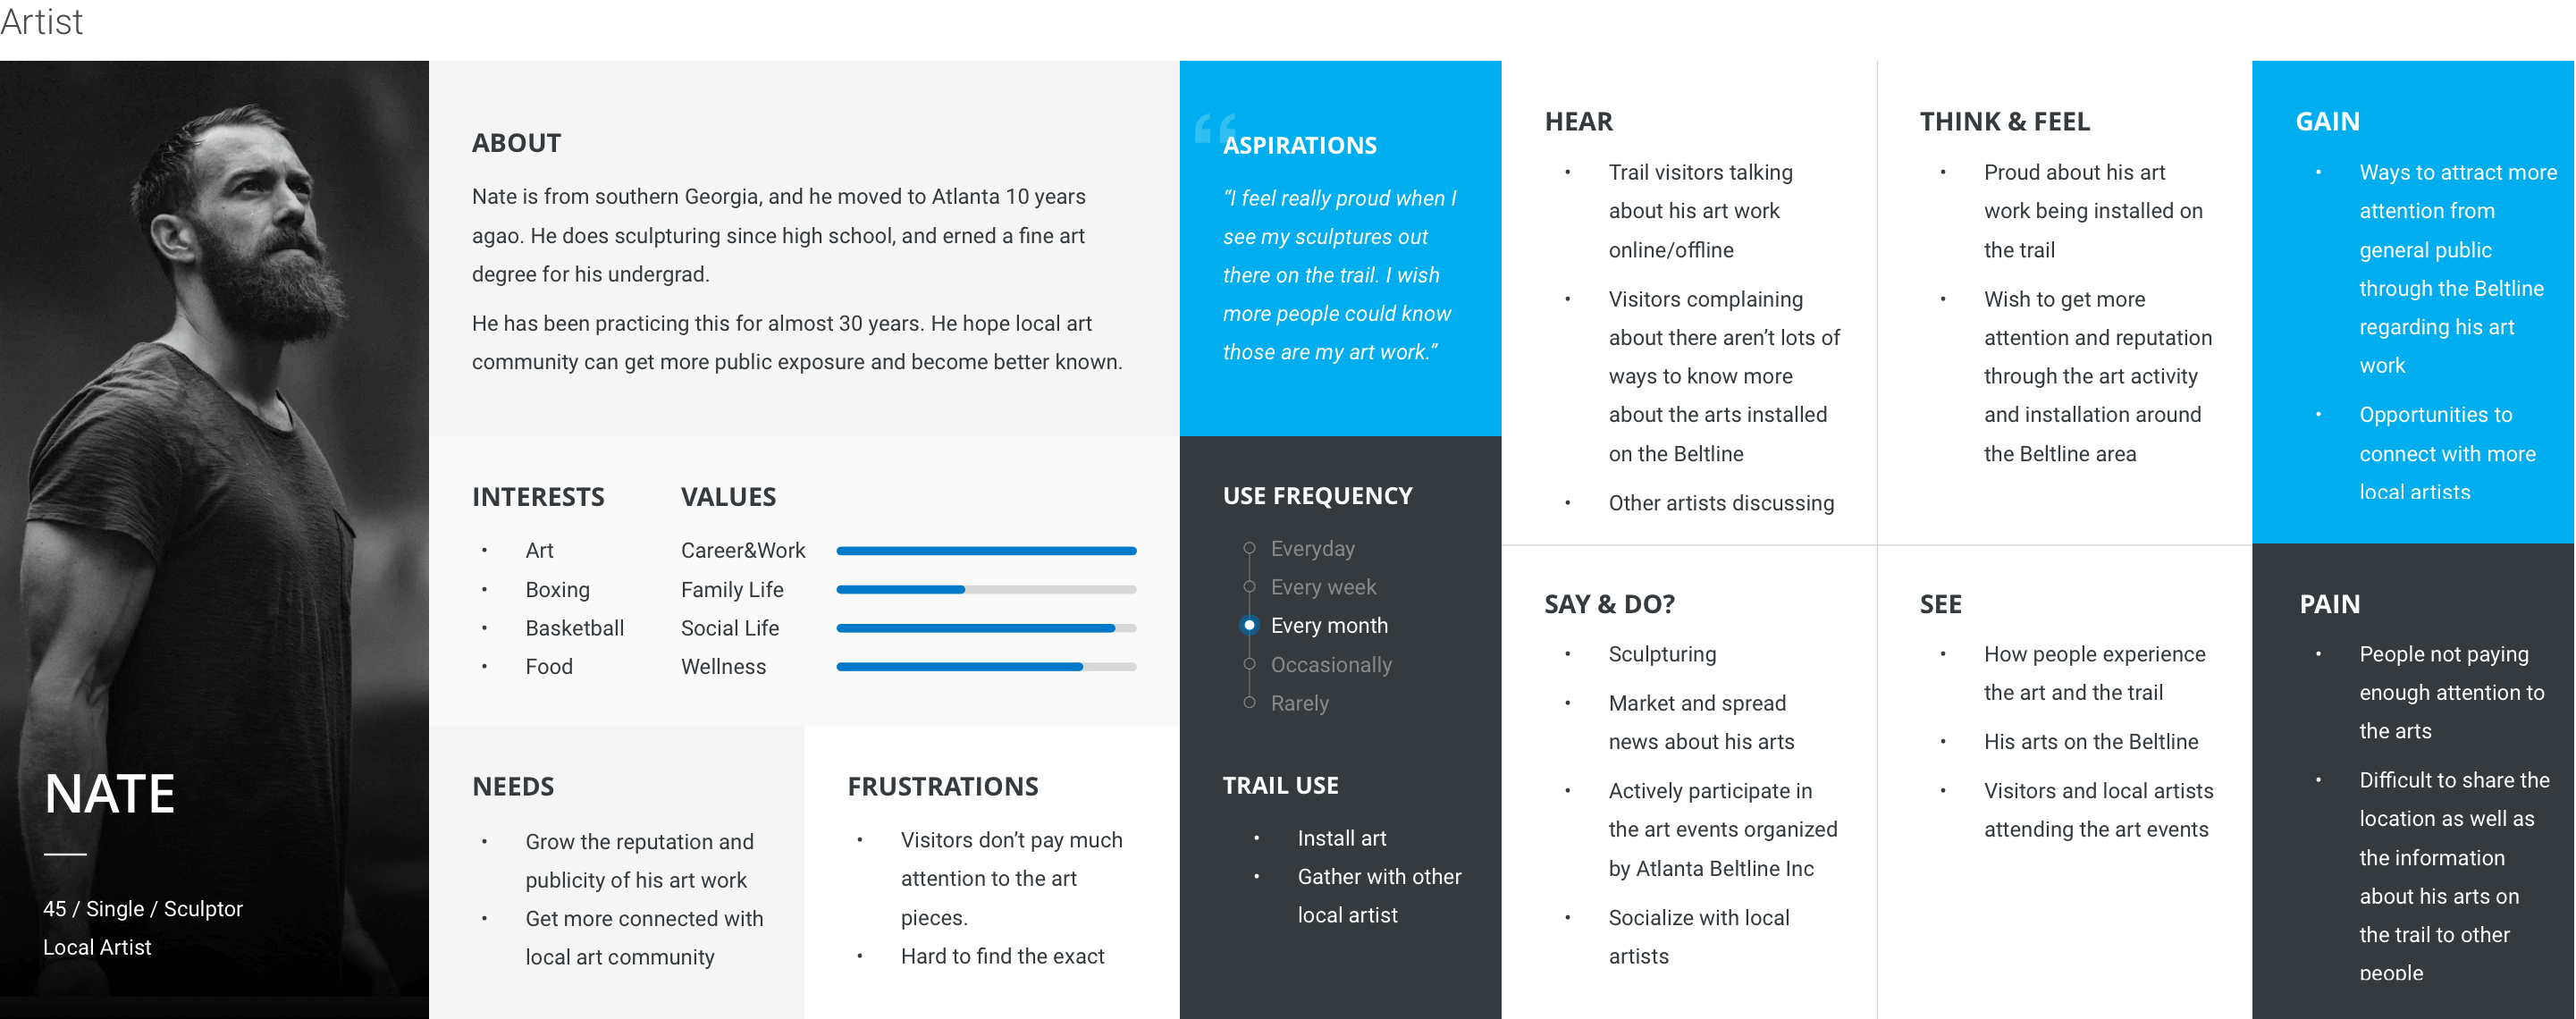 Artist
NATE
45 / Single / Sculptor
Local Artist
ABOUT
Nate is from southern Georgia, and he moved to Atlanta 10 years
agao. He does sculpturing since high school, and erned a fine art
degree for his undergrad.
He has been practicing this for almost 30 years. He hope local art
community can get more public exposure and become better known.
INTERESTS
• Art
• Boxing
• Basketball
• Food
VALUES
Career&Work
Family Life
Social Life
Wellness
NEEDS
• Grow the reputation and
publicity of his art work
• Get more connected with
local art community
FRUSTRATIONS
• Visitors don’t pay much
attention to the art
pieces.
• Hard to find the exact
“
ASPIRATIONS
“I feel really proud when I
see my sculptures out
there on the trail. I wish
more people could know
those are my art work.”
USE FREQUENCY
Everyday
Every week
Every month
Occasionally
Rarely
TRAIL USE
• Install art
• Gather with other
local artist
HEAR
• Trail visitors talking
about his art work
online/offline
• Visitors complaining
about there aren’t lots of
ways to know more
about the arts installed
on the Beltline
• Other artists discussing
THINK & FEEL
• Proud about his art
work being installed on
the trail
• Wish to get more
attention and reputation
through the art activity
and installation around
the Beltline area
GAIN
• Ways to attract more
attention from
general public
through the Beltline
regarding his art
work
• Opportunities to
connect with more
local artists
SAY & DO?
• Sculpturing
• Market and spread
news about his arts
• Actively participate in
the art events organized
by Atlanta Beltline Inc
• Socialize with local
artists
SEE
• How people experience
the art and the trail
• His arts on the Beltline
• Visitors and local artists
attending the art events
PAIN
• People not paying
enough attention to
the arts
• Difficult to share the
location as well as
the information
about his arts on
the trail to other
people